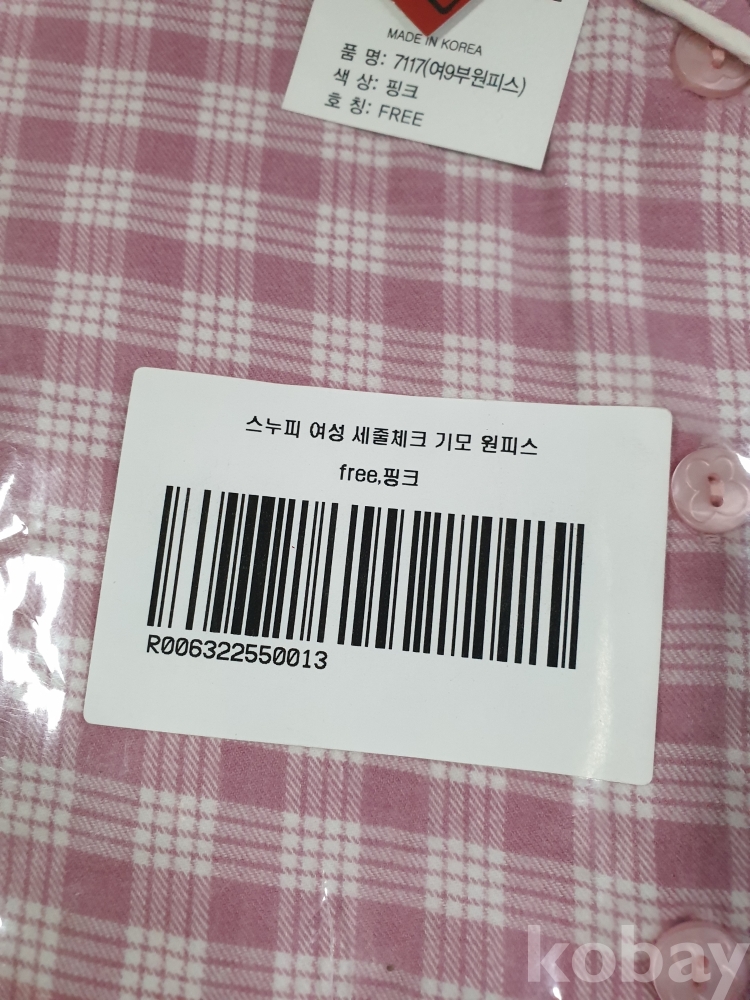 MADE IN KOREA
품 명: 7117(여9부원피스)
색 상: 핑크
호 칭: FREE
스누피 여성 세줄체크 기모 원피스
free,핑크
R006322550013
kobay